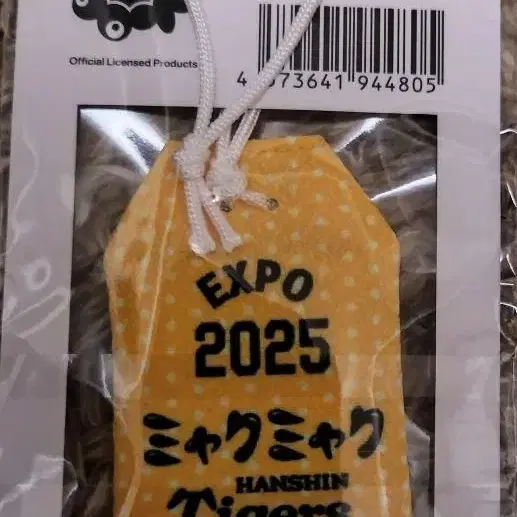 Official Licensed Products
4 573641 944805
EXPO
2025
ミャクミャク
HANSHIN
Tigers